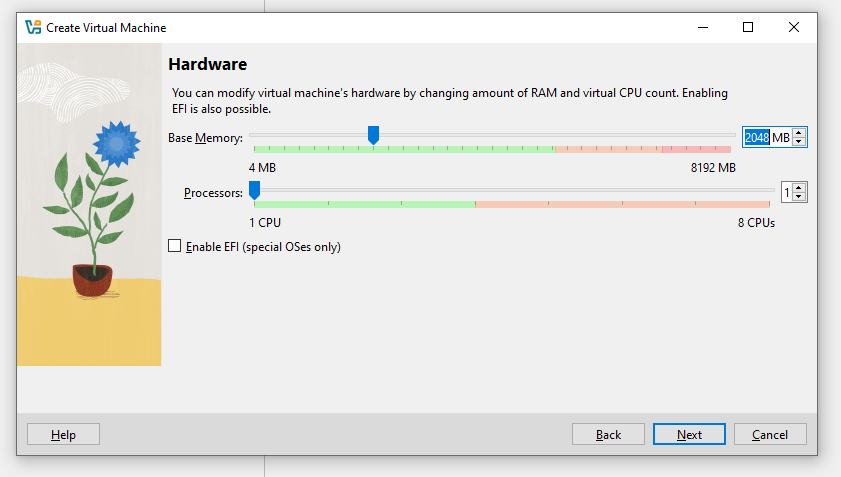 Create Virtual Machine
Hardware
You can modify virtual machine's hardware by changing amount of RAM and virtual CPU count. Enabling
EFI is also possible.
Base Memory: 2048 MB
4 MB 8192 MB
Processors: 1
1 CPU 8 CPUs
Enable EFI (special OSes only)
Help Back Next Cancel